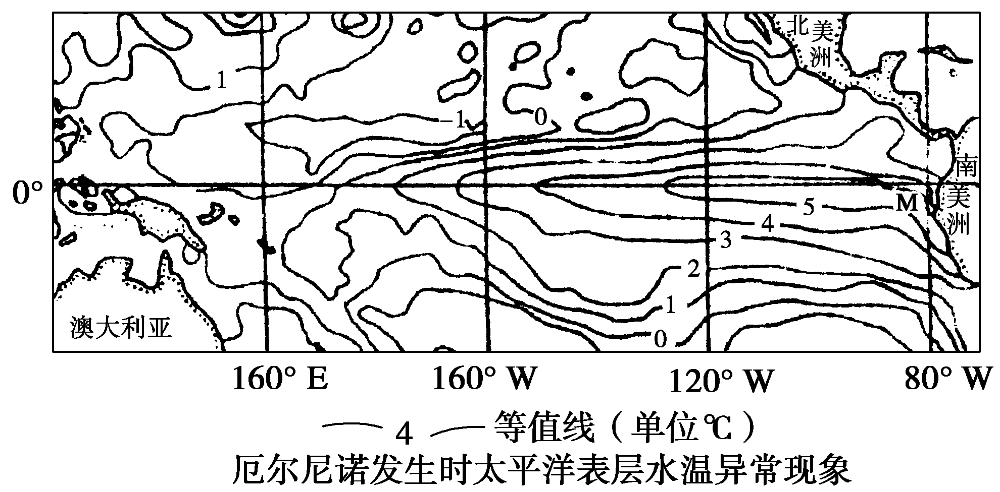 北美洲
1
-1
0
0°
南美洲
M
5
4
3
2
1
0
澳大利亚
160° E
160° W
120° W
80° W
4 等值线（单位℃）
厄尔尼诺发生时太平洋表层水温异常现象